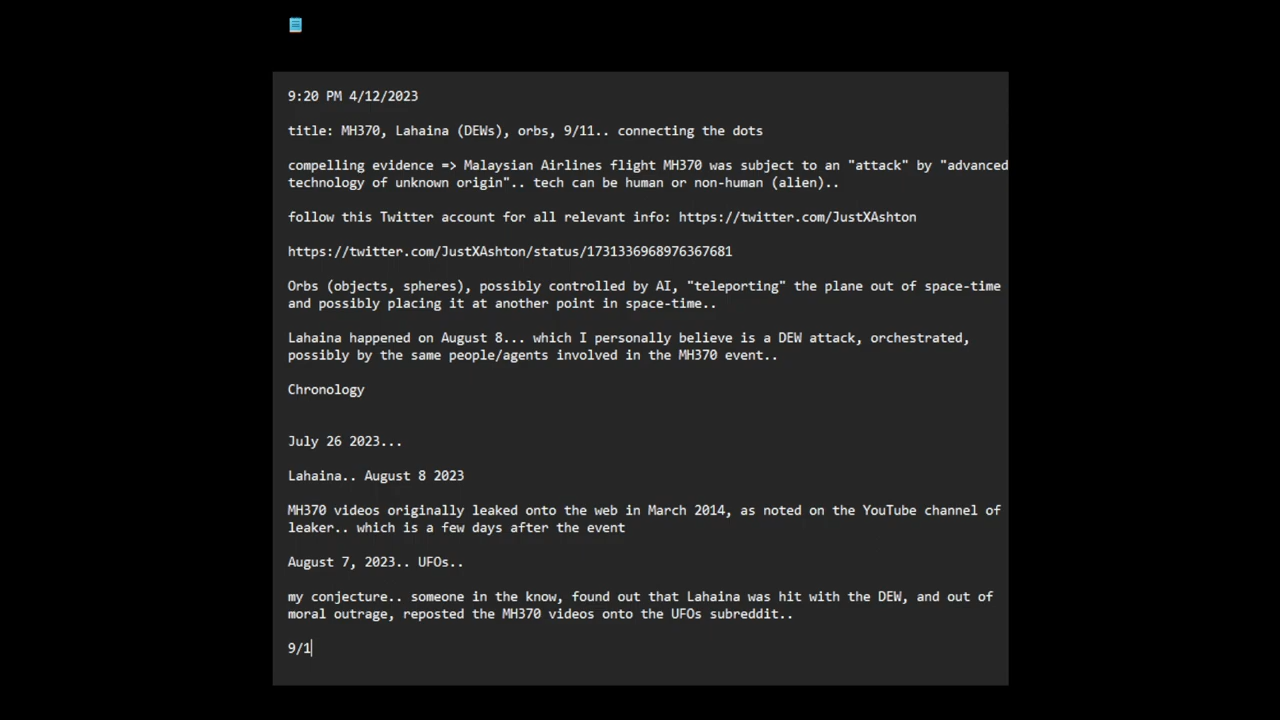 9:20 PM 4/12/2023
title: MH370, Lahaina (DEWs), orbs, 9/11.. connecting the dots
compelling evidence => Malaysian Airlines flight MH370 was subject to an "attack" by "advanced
technology of unknown origin".. tech can be human or non-human (alien)..
follow this Twitter account for all relevant info: https://twitter.com/JustXAshton
https://twitter.com/JustXAshton/status/1731336968976367681
Orbs (objects, spheres), possibly controlled by AI, "teleporting" the plane out of space-time
and possibly placing it at another point in space-time..
Lahaina happened on August 8... which I personally believe is a DEW attack, orchestrated,
possibly by the same people/agents involved in the MH370 event..
Chronology
July 26 2023...
Lahaina.. August 8 2023
MH370 videos originally leaked onto the web in March 2014, as noted on the YouTube channel of
leaker.. which is a few days after the event
August 7, 2023.. UFOs..
my conjecture.. someone in the know, found out that Lahaina was hit with the DEW, and out of
moral outrage, reposted the MH370 videos onto the UFOs subreddit..
9/1